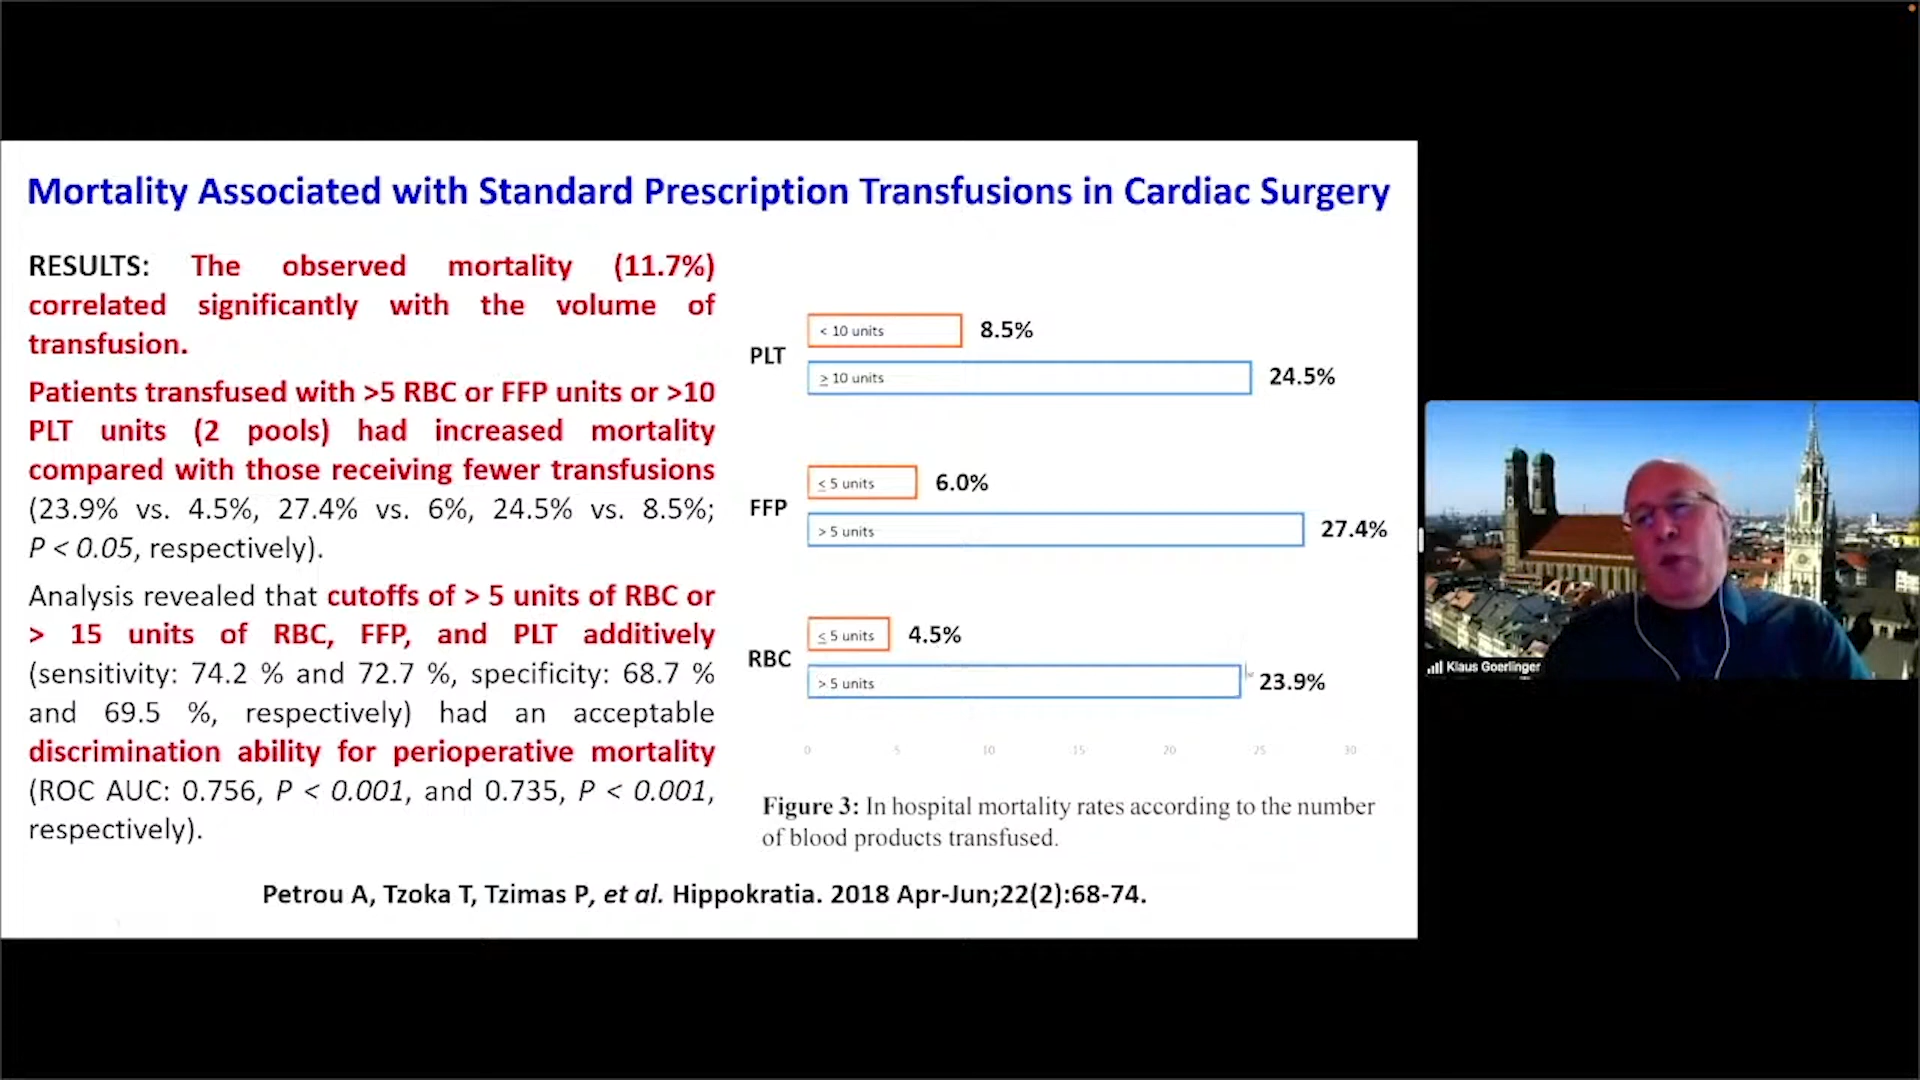 Mortality Associated with Standard Prescription Transfusions in Cardiac Surgery
RESULTS: The observed mortality (11.7%)
correlated significantly with the volume of
transfusion.
Patients transfused with >5 RBC or FFP units or >10
PLT units (2 pools) had increased mortality
compared with those receiving fewer transfusions
(23.9% vs. 4.5%, 27.4% vs. 6%, 24.5% vs. 8.5%;
P < 0.05, respectively).
Analysis revealed that cutoffs of > 5 units of RBC or
> 15 units of RBC, FFP, and PLT additively
(sensitivity: 74.2 % and 72.7 %, specificity: 68.7 %
and 69.5 %, respectively) had an acceptable
discrimination ability for perioperative mortality
(ROC AUC: 0.756, P < 0.001, and 0.735, P < 0.001,
respectively).
PLT
< 10 units 8.5%
≥ 10 units 24.5%
FFP
≤ 5 units 6.0%
> 5 units 27.4%
RBC
≤ 5 units 4.5%
> 5 units 23.9%
0 5 10 15 20 25 30
Figure 3: In hospital mortality rates according to the number
of blood products transfused.
Petrou A, Tzoka T, Tzimas P, et al. Hippokratia. 2018 Apr-Jun;22(2):68-74.
Klaus Goerlinger